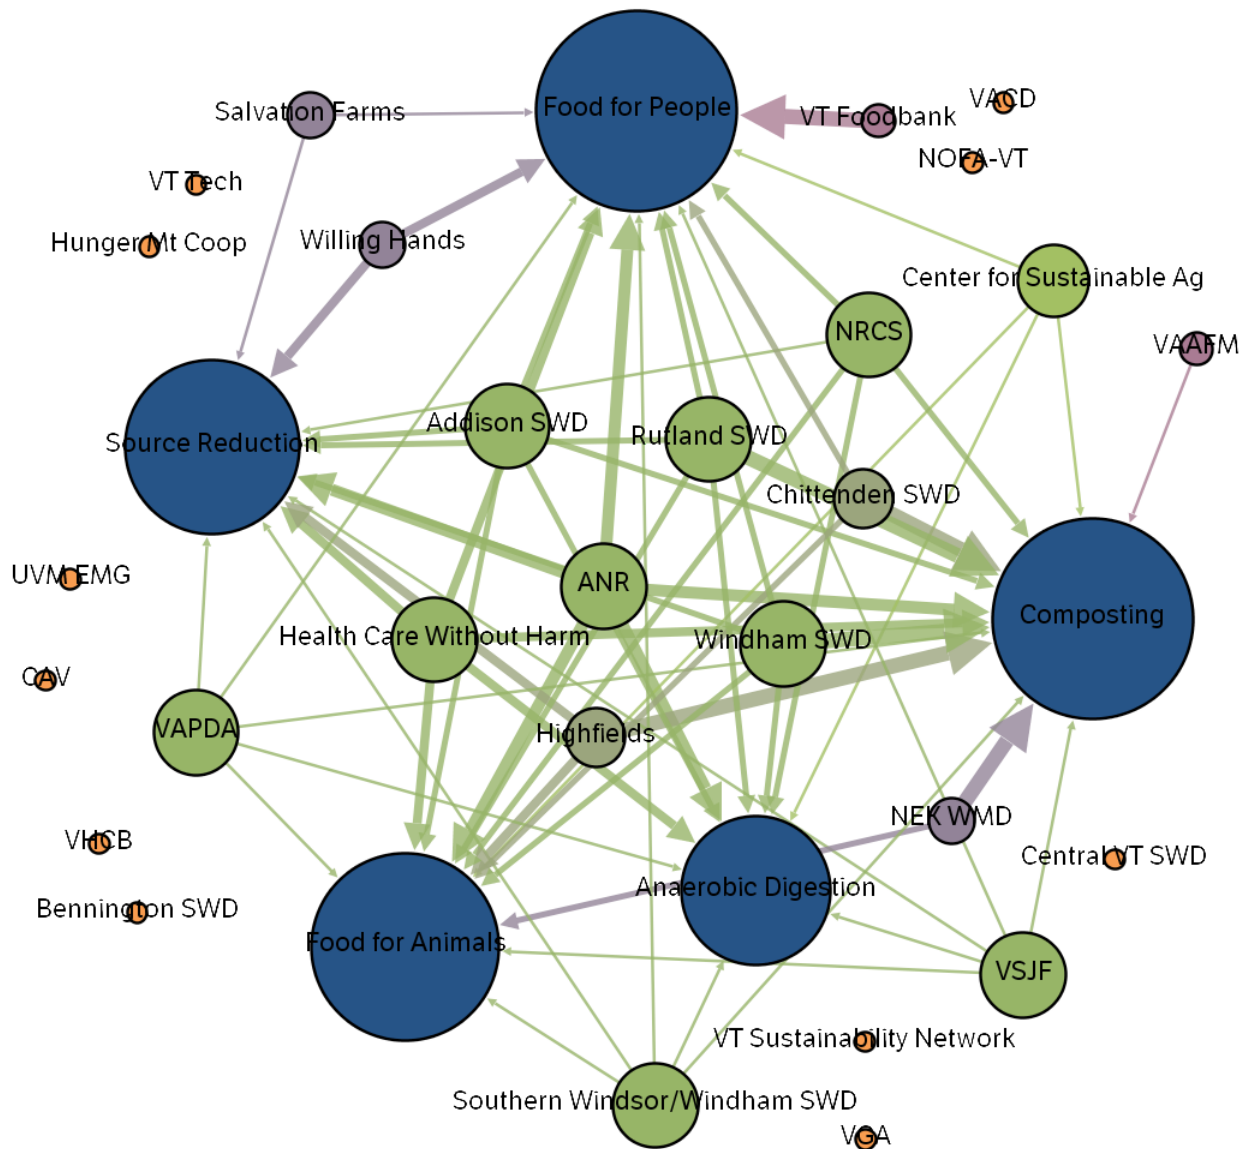 Food for People
Salvation Farms
VT Foodbank
VACD
NOFA-VT
VT Tech
Hunger Mt Coop
Willing Hands
Center for Sustainable Ag
NRCS
VAAFM
Addison SWD
Rutland SWD
Source Reduction
Chittenden SWD
UVM EMG
ANR
Composting
Health Care Without Harm
Windham SWD
CAV
VAPDA
Highfields
NEK WMD
VHCB
Central VT SWD
Anaerobic Digestion
Bennington SWD
Food for Animals
VSJF
VT Sustainability Network
Southern Windsor/Windham SWD
VGA